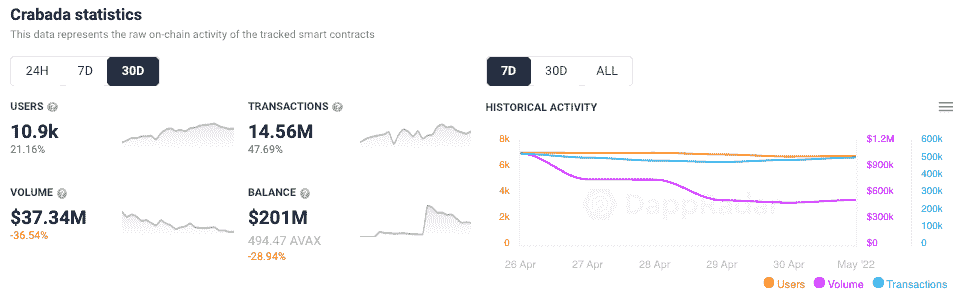 Crabada statistics
This data represents the raw on-chain activity of the tracked smart contracts
24H 7D 30D
7D 30D ALL
USERS ?
10.9k
21.16%
TRANSACTIONS ?
14.56M
47.69%
VOLUME ?
$37.34M
-36.54%
BALANCE ?
$201M
494.47 AVAX
-28.94%
HISTORICAL ACTIVITY
8k
6k
4k
2k
0
$1.2M
$900k
$600k
$300k
$0
600k
500k
400k
300k
200k
100k
0
DappRadar
26 Apr 27 Apr 28 Apr 29 Apr 30 Apr May '22
Users Volume Transactions